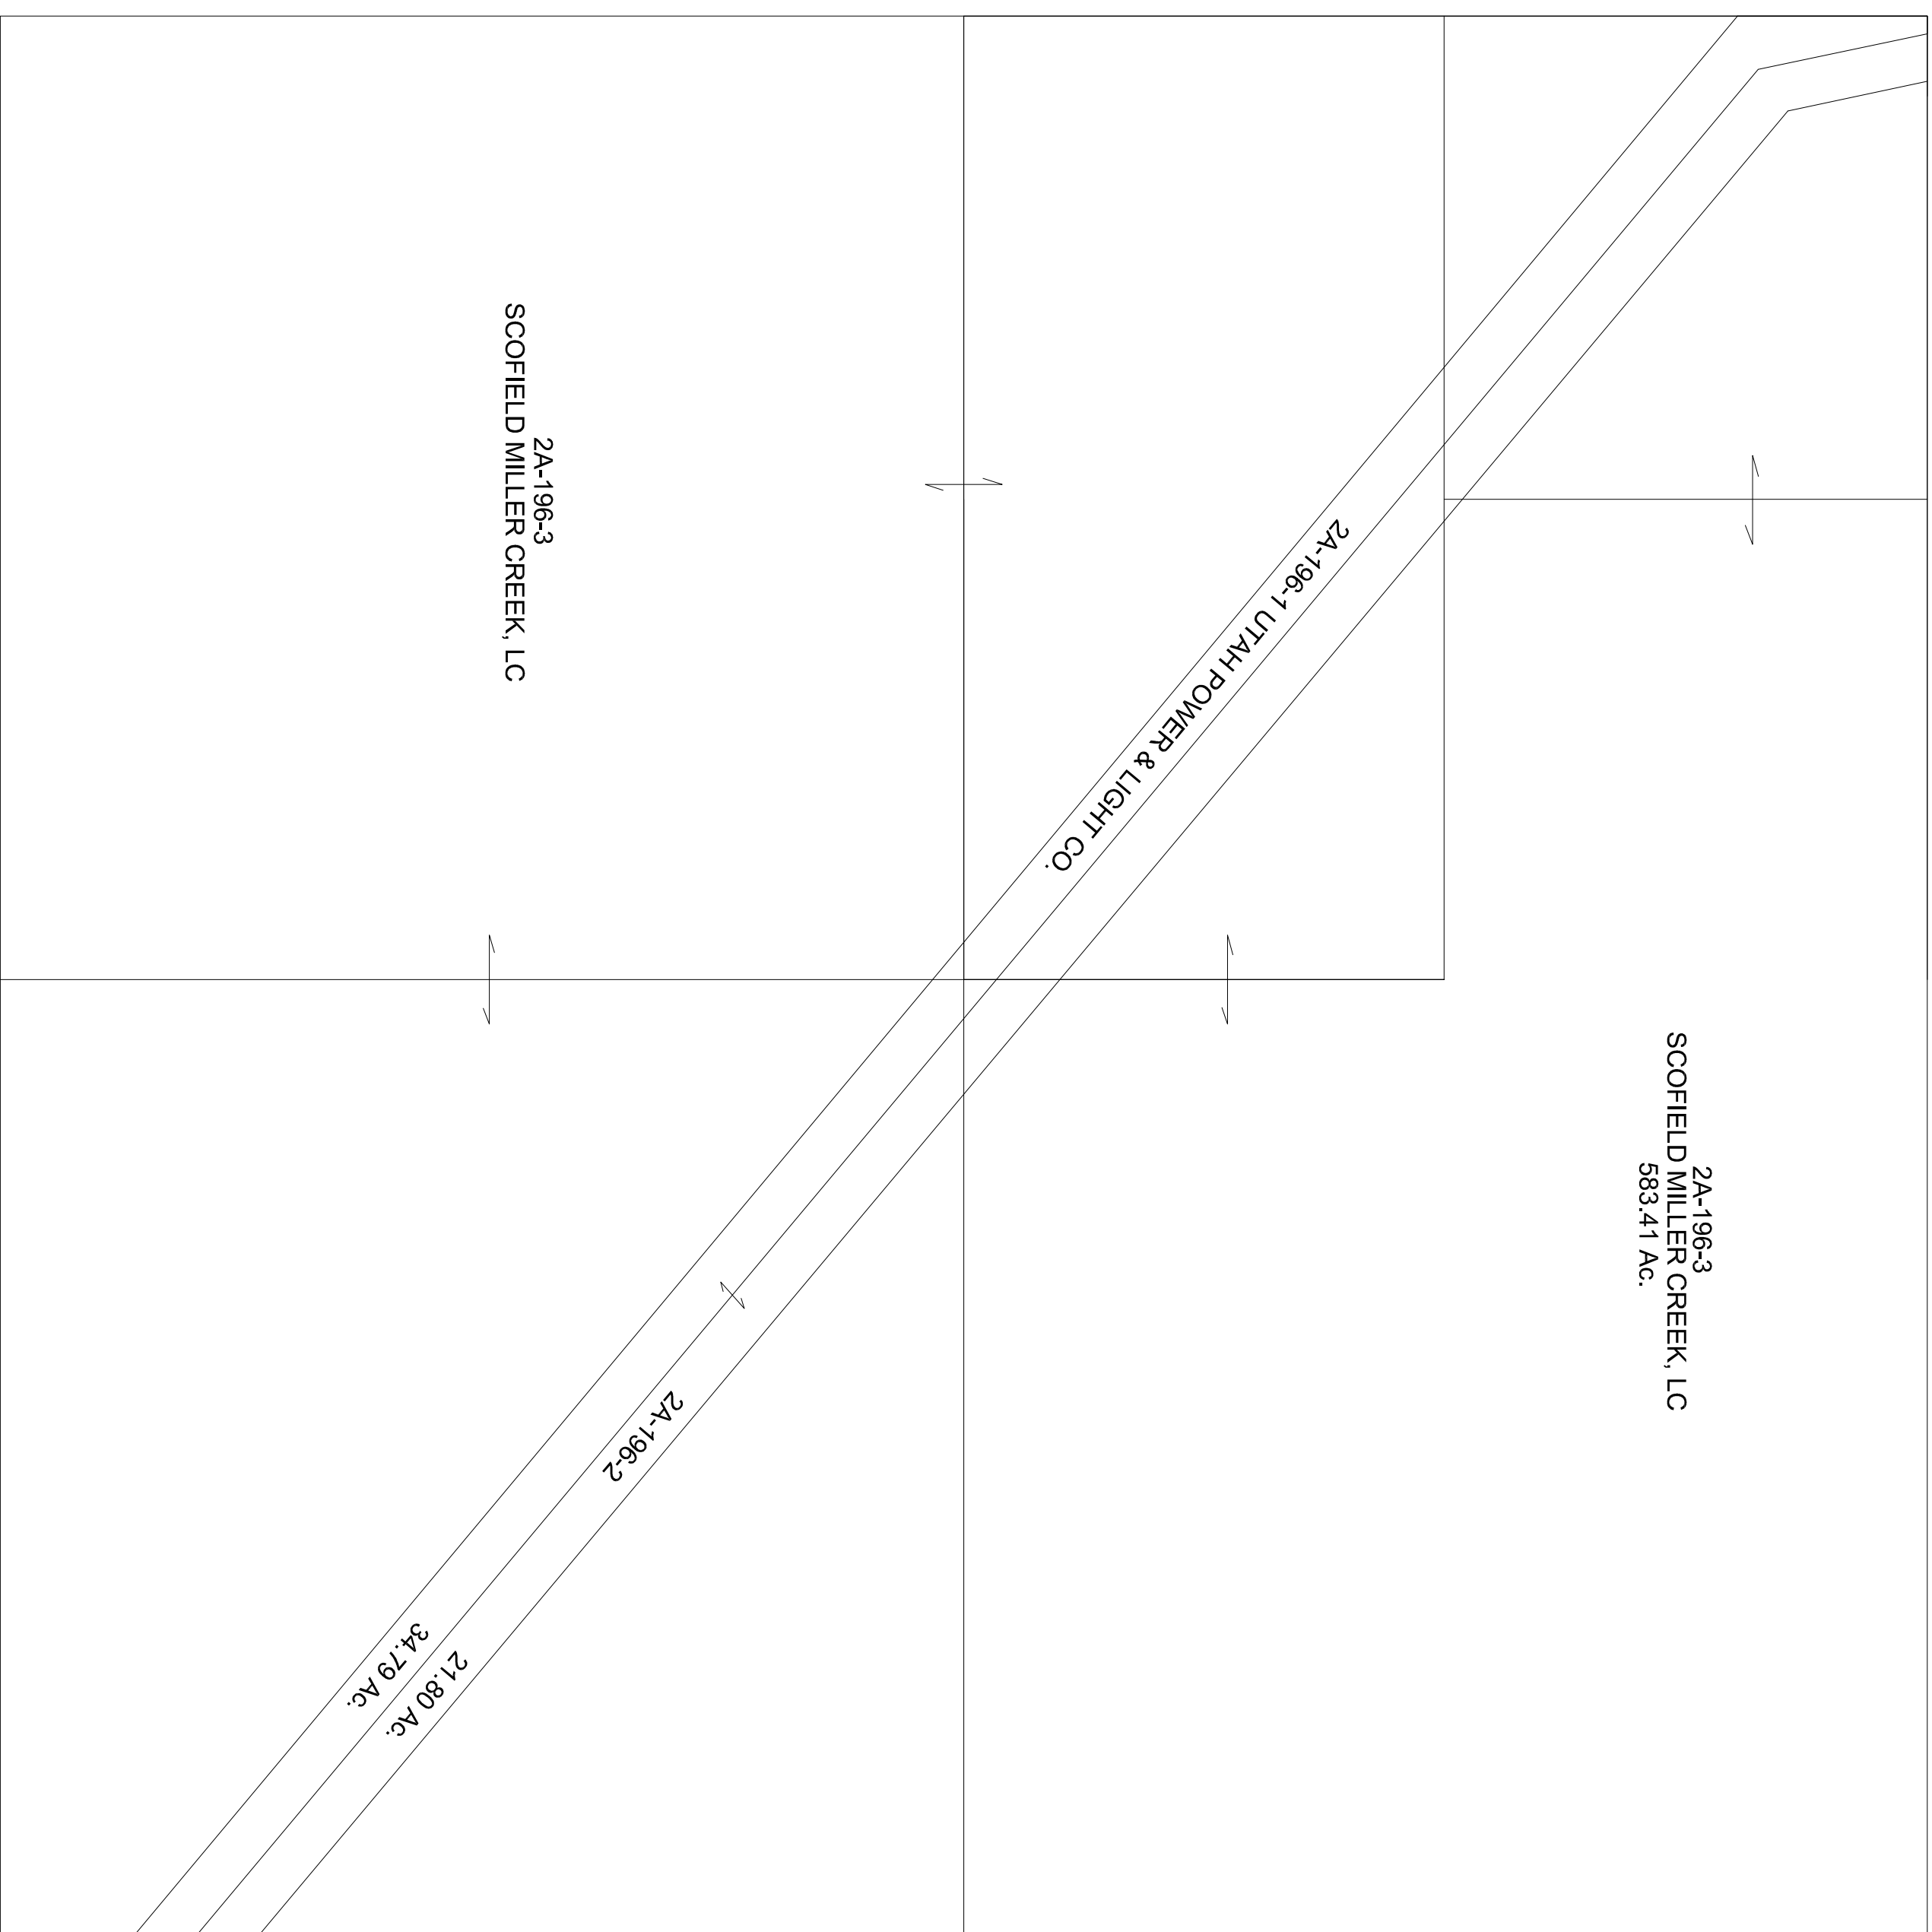 2A-196-3
SCOFIELD MILLER CREEK, LC
2A-196-1 UTAH POWER & LIGHT CO.
2A-196-3
SCOFIELD MILLER CREEK, LC
583.41 Ac.
2A-196-2
34.79 Ac.
21.80 Ac.